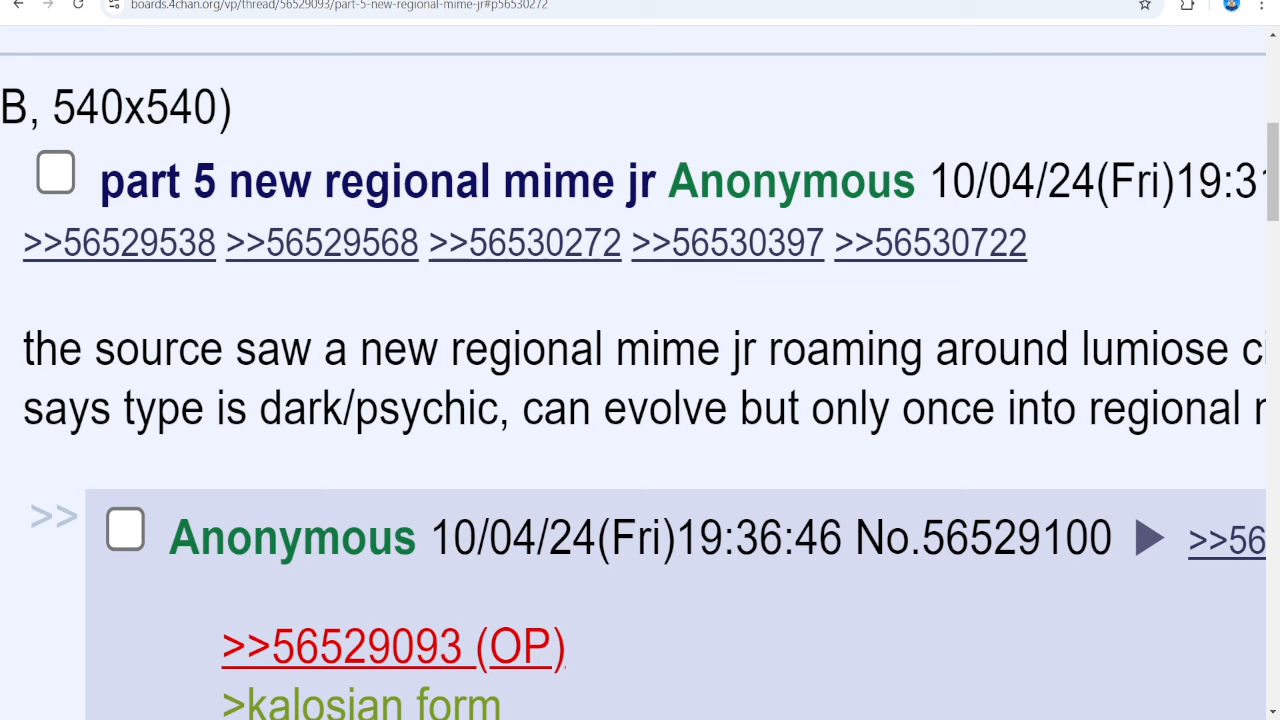 boards.4chan.org/vp/thread/56529093/part-5-new-regional-mime-jr#p56530272
B, 540x540)
part 5 new regional mime jr Anonymous 10/04/24(Fri)19:31
>>56529538 >>56529568 >>56530272 >>56530397 >>56530722
the source saw a new regional mime jr roaming around lumiose ci
says type is dark/psychic, can evolve but only once into regional
>> Anonymous 10/04/24(Fri)19:36:46 No.56529100 ▶ >>56
>>56529093 (OP)
>kalosian form